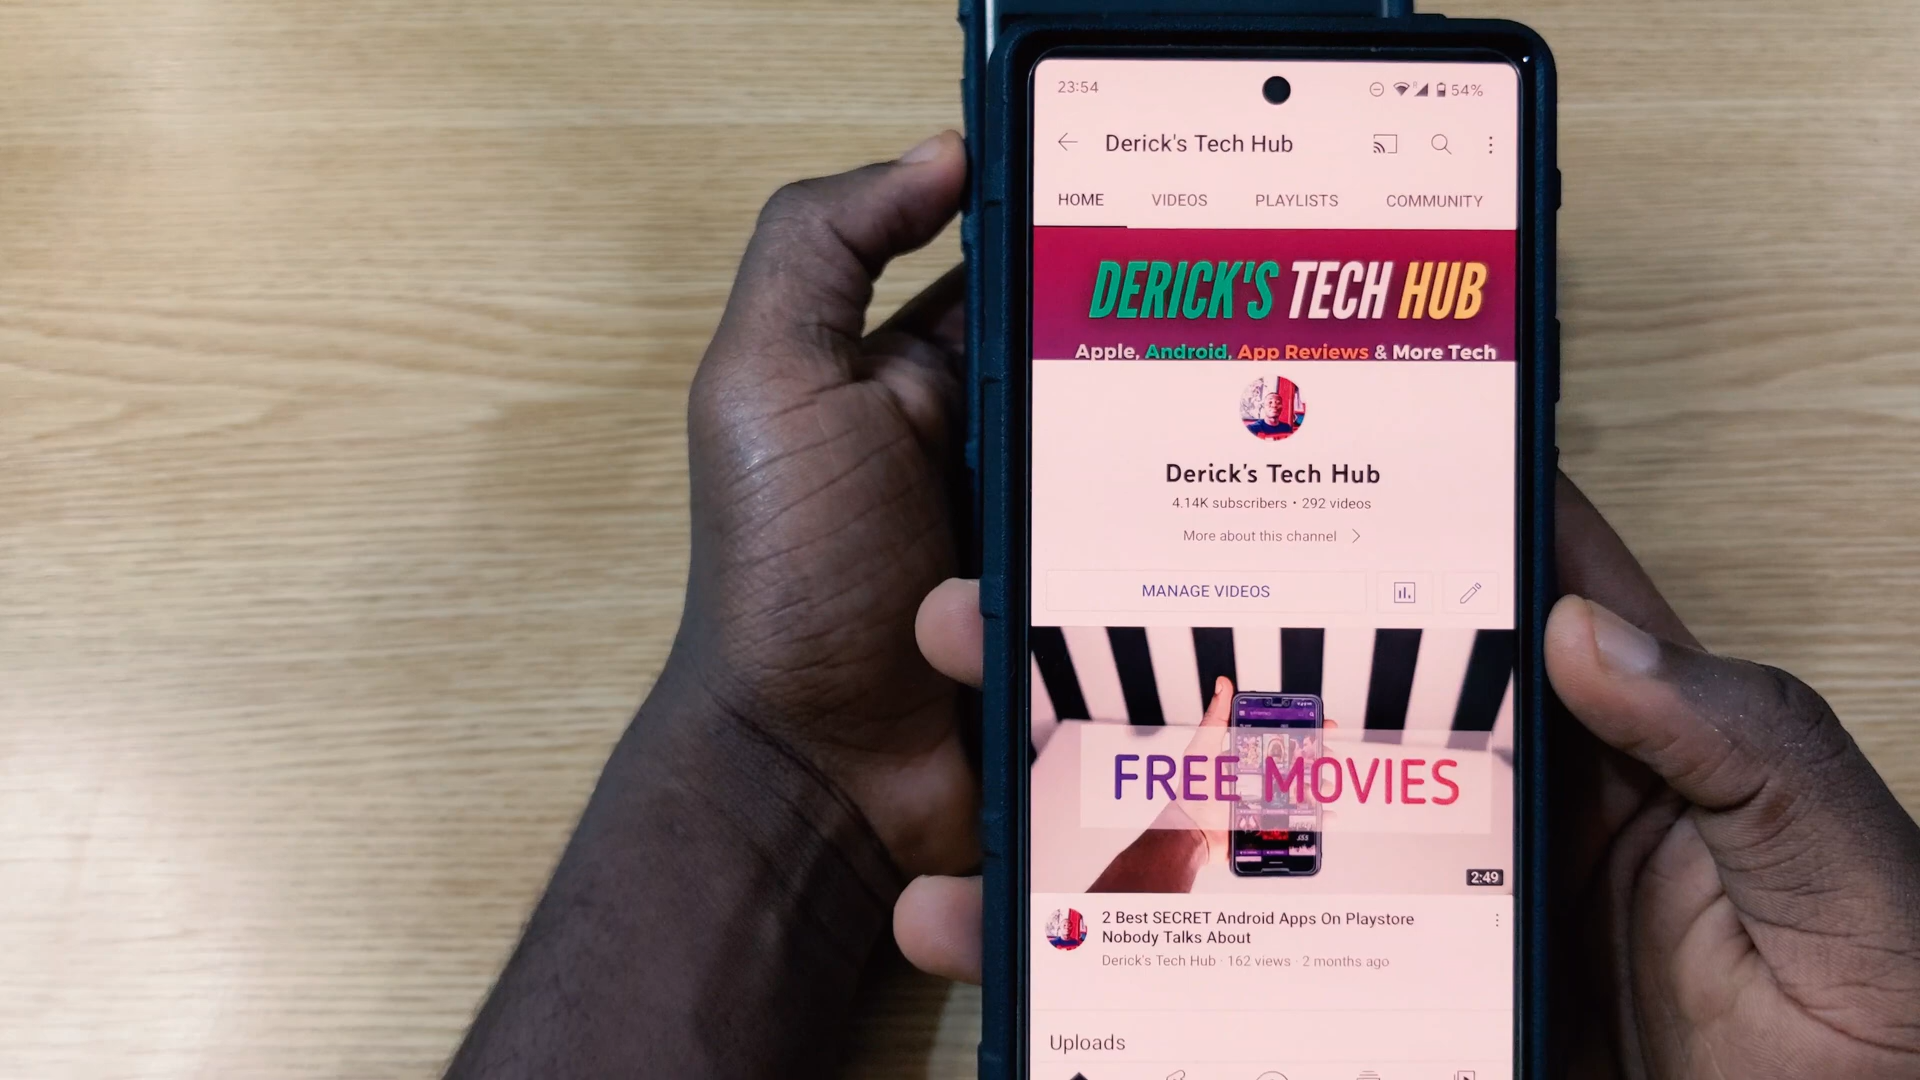 23:54
54%
Derick's Tech Hub
HOME VIDEOS PLAYLISTS COMMUNITY
DERICK'S TECH HUB
Apple, Android, App Reviews & More Tech
Derick's Tech Hub
4.14K subscribers • 292 videos
More about this channel
MANAGE VIDEOS
FREE MOVIES
2:49
2 Best SECRET Android Apps On Playstore
Nobody Talks About
Derick's Tech Hub · 162 views · 2 months ago
Uploads